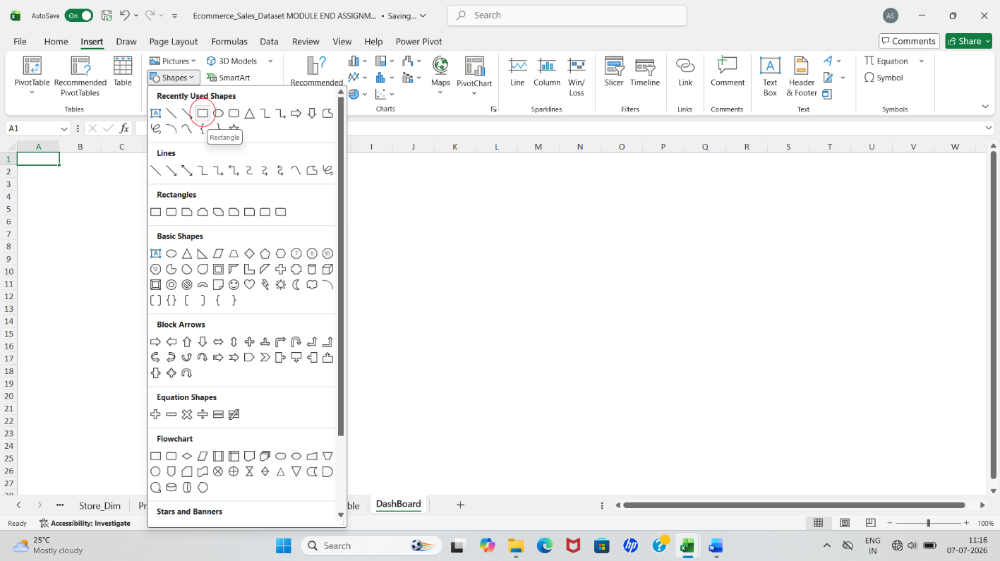 AutoSave On Ecommerce_Sales_Dataset MODULE END ASSIGNM... • Saving... Search AS
File Home Insert Draw Page Layout Formulas Data Review View Help Power Pivot Comments Share
PivotTable Recommended PivotTables Table
Tables
Pictures 3D Models
Shapes SmartArt
Recommended
Maps PivotChart
Charts
Line Column Win/Loss
Sparklines
Slicer Timeline
Filters
Link
Links
Comment
Comments
Text Box Header & Footer
Text
Equation
Symbol
Symbols
A1 fx
Recently Used Shapes
Rectangle
Lines
Rectangles
Basic Shapes
Block Arrows
Equation Shapes
Flowchart
Stars and Banners
A B C I J K L M N O P Q R S T U V W
1
2
3
4
5
6
7
8
9
10
11
12
13
14
15
16
17
18
19
20
21
22
23
24
25
26
27
Store_Dim Pr ble DashBoard
Ready Accessibility: Investigate 100%
25°C
Mostly cloudy
Search
ENG
IN
11:16
07-07-2026